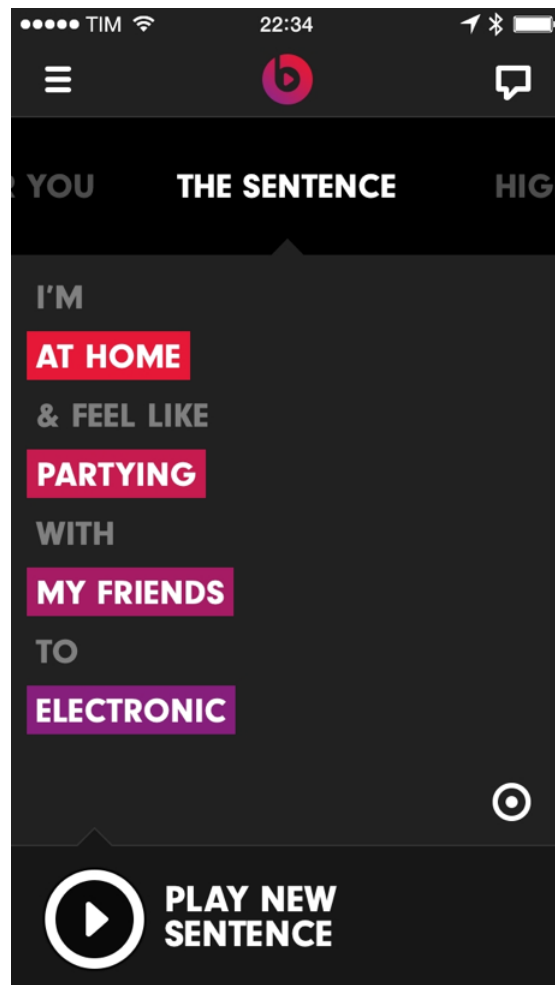 TIM 22:34
YOU THE SENTENCE HIG
I'M
AT HOME
& FEEL LIKE
PARTYING
WITH
MY FRIENDS
TO
ELECTRONIC
PLAY NEW
SENTENCE